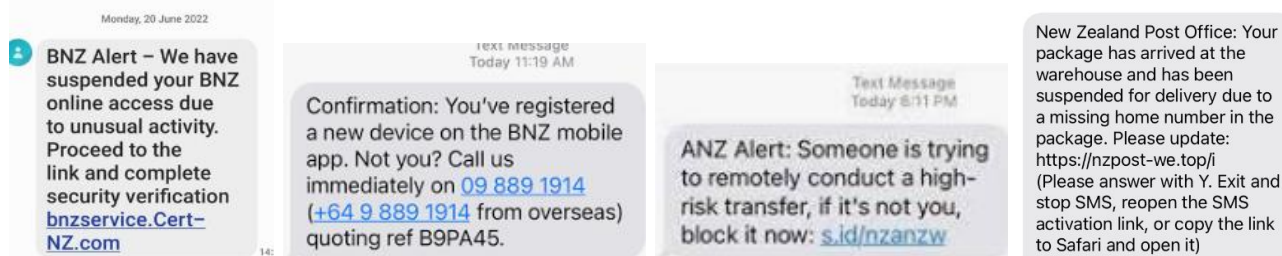 Monday, 20 June 2022
BNZ Alert – We have
suspended your BNZ
online access due
to unusual activity.
Proceed to the
link and complete
security verification
bnzservice.Cert–
NZ.com
14:
Text Message
Today 11:19 AM
Confirmation: You've registered
a new device on the BNZ mobile
app. Not you? Call us
immediately on 09 889 1914
(+64 9 889 1914 from overseas)
quoting ref B9PA45.
Text Message
Today 6:11 PM
ANZ Alert: Someone is trying
to remotely conduct a high-
risk transfer, if it's not you,
block it now: s.id/nzanzw
New Zealand Post Office: Your
package has arrived at the
warehouse and has been
suspended for delivery due to
a missing home number in the
package. Please update:
https://nzpost-we.top/i
(Please answer with Y. Exit and
stop SMS, reopen the SMS
activation link, or copy the link
to Safari and open it)